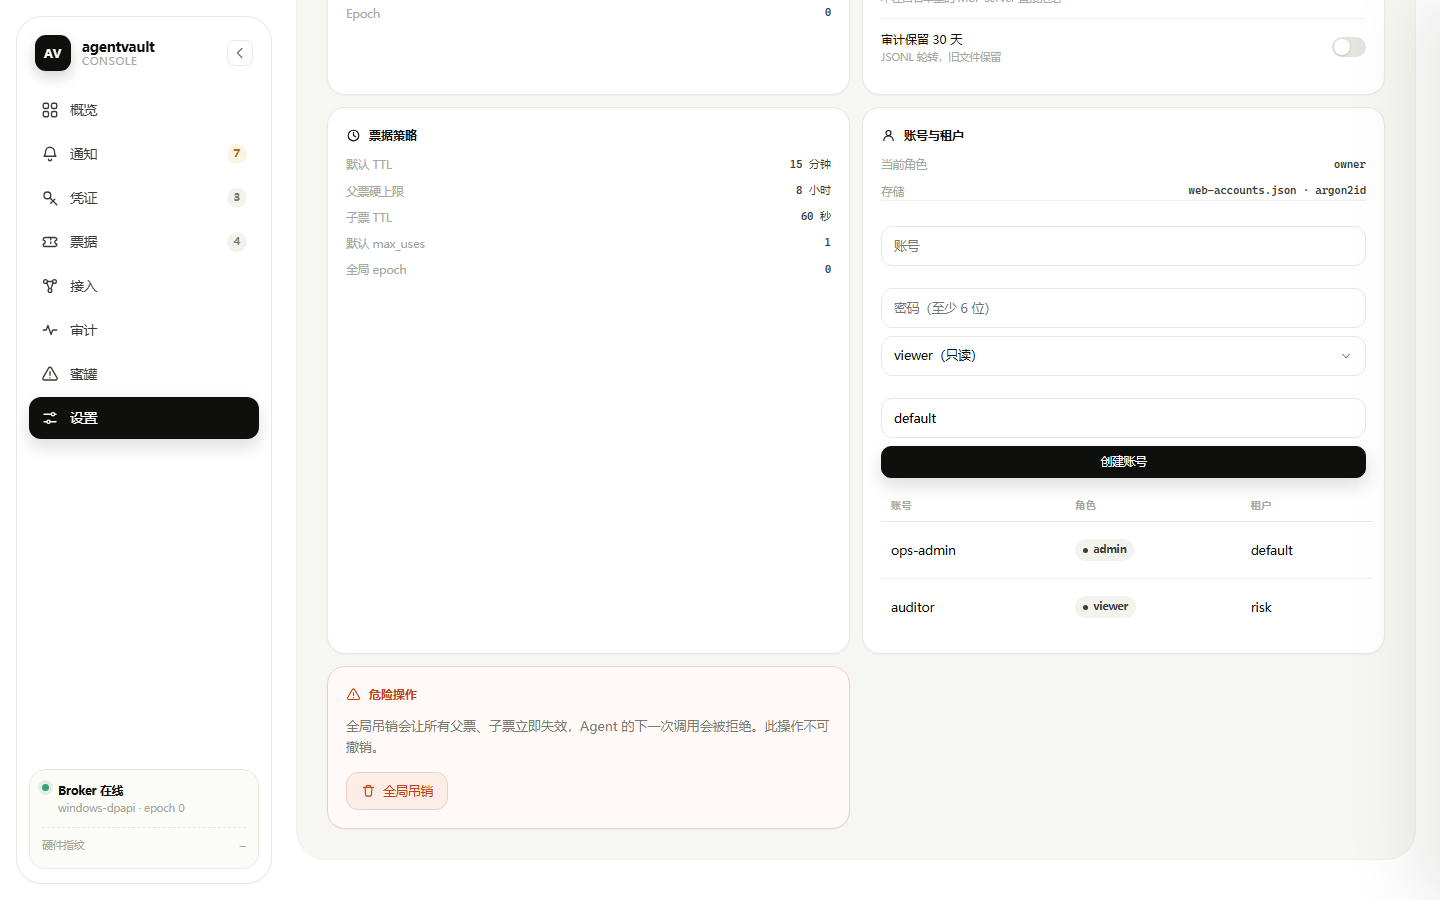 AV
agentvault
CONSOLE
概览
通知
7
凭证
3
票据
4
接入
审计
蜜罐
设置
Broker 在线
windows-dpapi · epoch 0
硬件指纹
–
Epoch
0
审计保留 30 天
JSONL 轮转，旧文件保留
票据策略
默认 TTL
15 分钟
父票硬上限
8 小时
子票 TTL
60 秒
默认 max_uses
1
全局 epoch
0
账号与租户
当前角色
owner
存储
web-accounts.json · argon2id
账号
密码（至少 6 位）
viewer（只读）
default
创建账号
账号
角色
租户
ops-admin
admin
default
auditor
viewer
risk
危险操作
全局吊销会让所有父票、子票立即失效，Agent 的下一次调用会被拒绝。此操作不可
撤销。
全局吊销